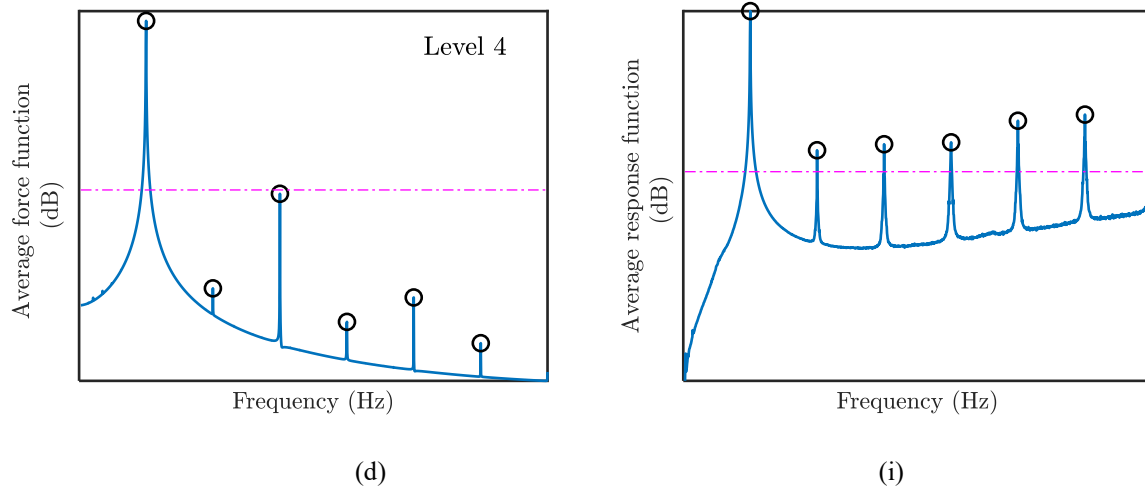 Average force function
(dB)
Level 4
Frequency (Hz)
(d)
Average response function
(dB)
Frequency (Hz)
(i)